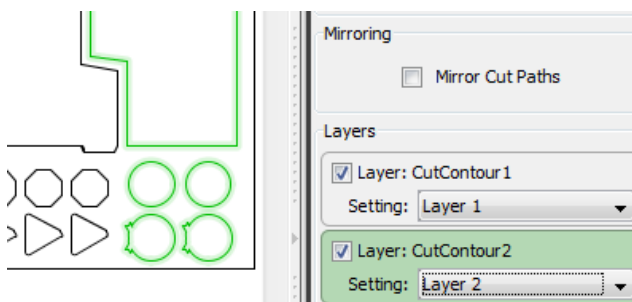 Mirroring
Mirror Cut Paths
Layers
Layer: CutContour1
Setting: Layer 1
Layer: CutContour2
Setting: Layer 2